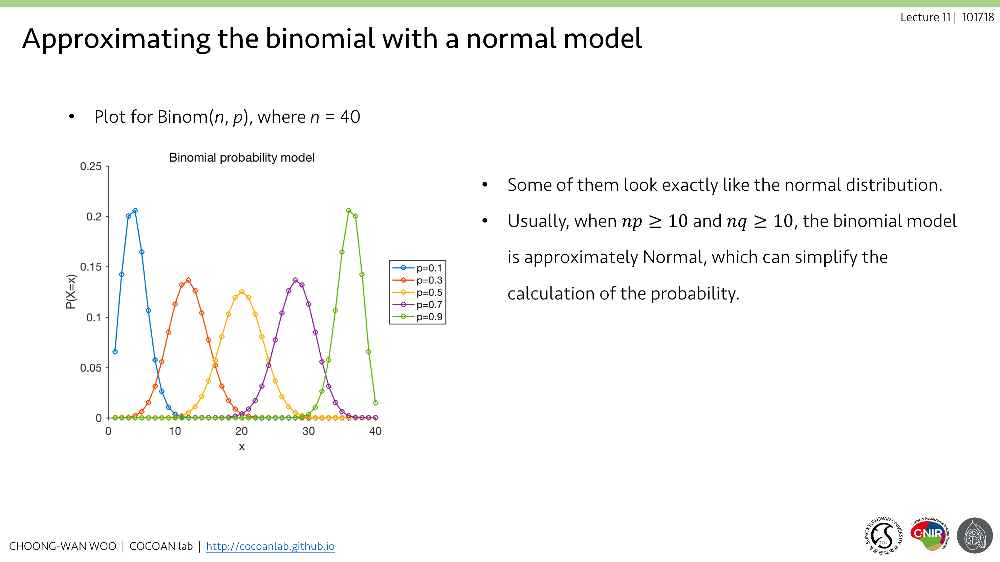 Lecture 11 | 101718
Approximating the binomial with a normal model
• Plot for Binom(n, p), where n = 40
Binomial probability model
0.25
0.2
0.15
0.1
0.05
0
P(X=x)
0 10 20 30 40
x
p=0.1
p=0.3
p=0.5
p=0.7
p=0.9
• Some of them look exactly like the normal distribution.
• Usually, when np ≥ 10 and nq ≥ 10, the binomial model
is approximately Normal, which can simplify the
calculation of the probability.
CHOONG-WAN WOO | COCOAN lab | http://cocoanlab.github.io
SUNGKYUNKWAN UNIVERSITY
1398
성균관대학교
Center for Neuroscience Imaging Research
CNIR